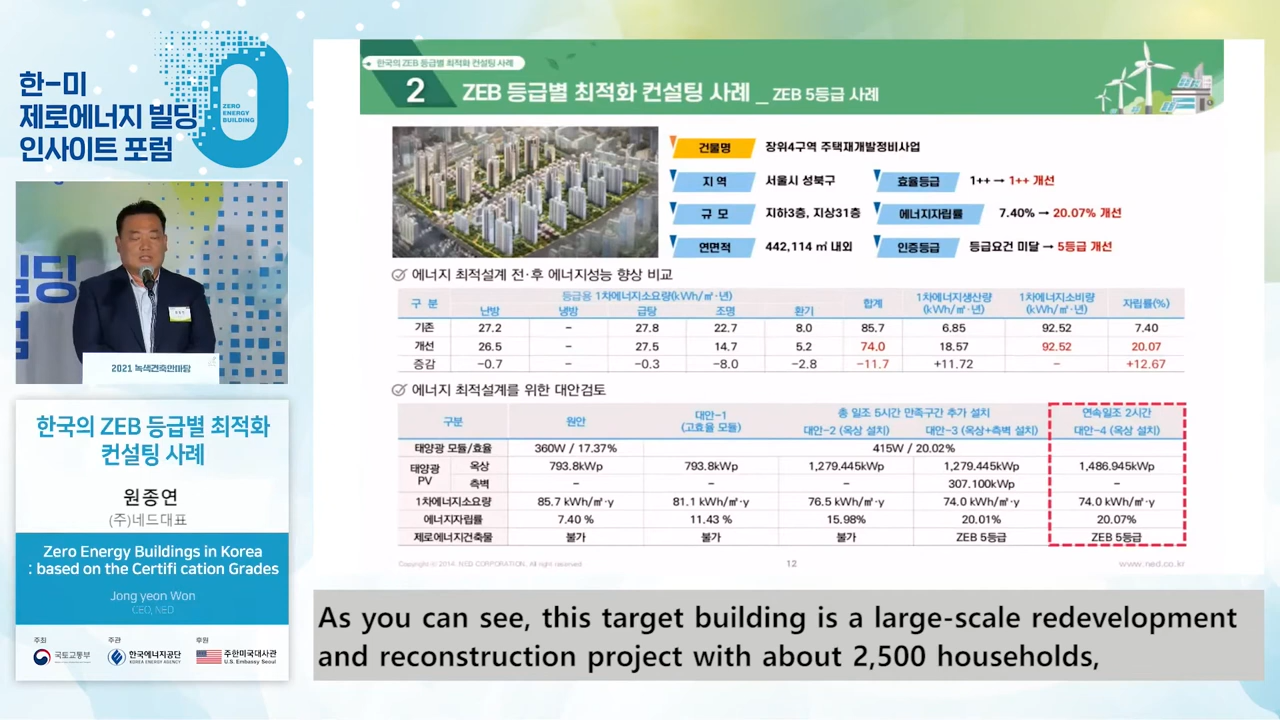 한-미
제로에너지 빌딩
인사이트 포럼
ZERO
ENERGY
BUILDING
2021 녹색건축한마당
한국의 ZEB 등급별 최적화
컨설팅 사례
원종연
(주)네드대표
Zero Energy Buildings in Korea
: based on the Certifi cation Grades
Jong yeon Won
CEO, NED
주최 주관 후원
국토교통부 한국에너지공단 KOREA ENERGY AGENCY 주한미국대사관 U.S. Embassy Seoul
한국의 ZEB 등급별 최적화 컨설팅 사례
2 ZEB 등급별 최적화 컨설팅 사례 _ ZEB 5등급 사례
건물명 장위4구역 주택재개발정비사업
지 역 서울시 성북구 효율등급 1++ → 1++ 개선
규 모 지하3층, 지상31층 에너지자립률 7.40% → 20.07% 개선
연면적 442,114 ㎡ 내외 인증등급 등급요건 미달 → 5등급 개선
에너지 최적설계 전·후 에너지성능 향상 비교
구 분 등급용 1차에너지소요량(kWh/㎡·년) 합계 1차에너지생산량 (kWh/㎡·년) 1차에너지소비량 (kWh/㎡·년) 자립률(%)
난방 냉방 급탕 조명 환기
기존 27.2 – 27.8 22.7 8.0 85.7 6.85 92.52 7.40
개선 26.5 – 27.5 14.7 5.2 74.0 18.57 92.52 20.07
증감 –0.7 – –0.3 –8.0 –2.8 –11.7 +11.72 – +12.67
에너지 최적설계를 위한 대안검토
구분 원안 대안-1 (고효율 모듈) 총 일조 5시간 만족구간 추가 설치 연속일조 2시간
대안-2 (옥상 설치) 대안-3 (옥상+측벽 설치) 대안-4 (옥상 설치)
태양광 모듈/효율 360W / 17.37% 415W / 20.02%
태양광 PV 옥상 793.8kWp 793.8kWp 1,279.445kWp 1,279.445kWp 1,486.945kWp
측벽 – – – 307.100kWp –
1차에너지소요량 85.7 kWh/㎡·y 81.1 kWh/㎡·y 76.5 kWh/㎡·y 74.0 kWh/㎡·y 74.0 kWh/㎡·y
에너지자립률 7.40 % 11.43 % 15.98% 20.01% 20.07%
제로에너지건축물 불가 불가 불가 ZEB 5등급 ZEB 5등급
Copyright © 2014. NED CORPORATION. All right reserved 12 www.ned.co.kr
As you can see, this target building is a large-scale redevelopment
and reconstruction project with about 2,500 households,